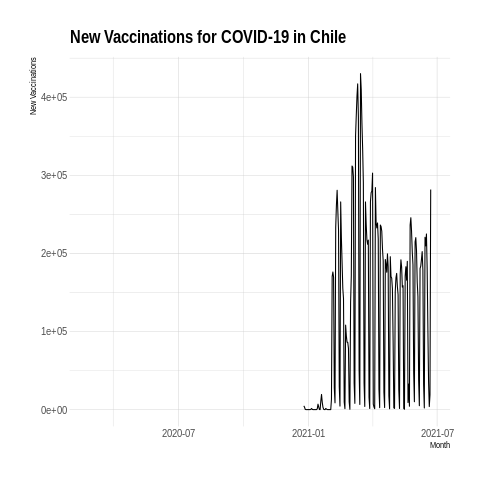 New Vaccinations for COVID-19 in Chile
New Vaccinations
4e+05
3e+05
2e+05
1e+05
0e+00
2020-07
2021-01
2021-07
Month